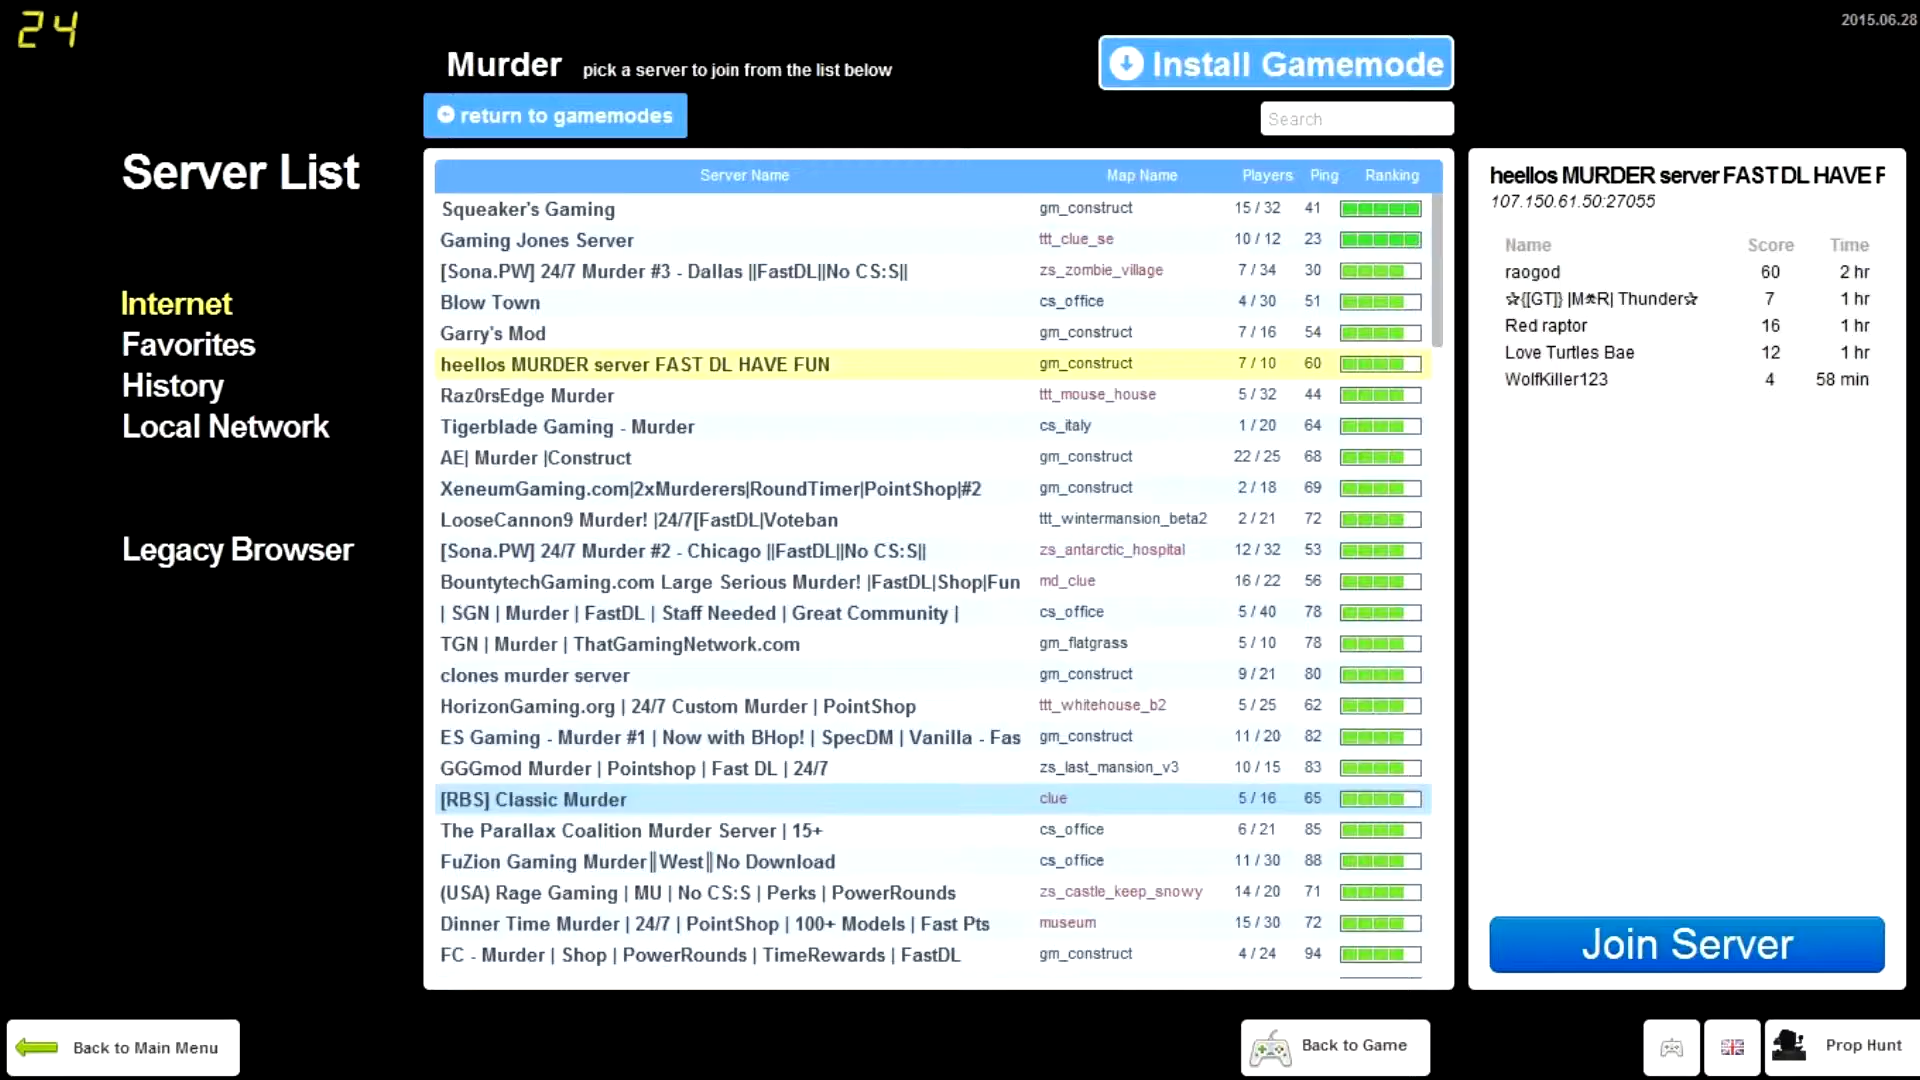 24
2015.06.28
Murder pick a server to join from the list below
Install Gamemode
return to gamemodes
Search
Server List
Internet
Favorites
History
Local Network
Legacy Browser
Server Name Map Name Players Ping Ranking
Squeaker's Gaming gm_construct 15 / 32 41
Gaming Jones Server ttt_clue_se 10 / 12 23
[Sona.PW] 24/7 Murder #3 - Dallas ||FastDL||No CS:S|| zs_zombie_village 7 / 34 30
Blow Town cs_office 4 / 30 51
Garry's Mod gm_construct 7 / 16 54
heellos MURDER server FAST DL HAVE FUN gm_construct 7 / 10 60
Raz0rsEdge Murder ttt_mouse_house 5 / 32 44
Tigerblade Gaming - Murder cs_italy 1 / 20 64
AE| Murder |Construct gm_construct 22 / 25 68
XeneumGaming.com|2xMurderers|RoundTimer|PointShop|#2 gm_construct 2 / 18 69
LooseCannon9 Murder! |24/7[FastDL|Voteban ttt_wintermansion_beta2 2 / 21 72
[Sona.PW] 24/7 Murder #2 - Chicago ||FastDL||No CS:S|| zs_antarctic_hospital 12 / 32 53
BountytechGaming.com Large Serious Murder! |FastDL|Shop|Fun md_clue 16 / 22 56
| SGN | Murder | FastDL | Staff Needed | Great Community | cs_office 5 / 40 78
TGN | Murder | ThatGamingNetwork.com gm_flatgrass 5 / 10 78
clones murder server gm_construct 9 / 21 80
HorizonGaming.org | 24/7 Custom Murder | PointShop ttt_whitehouse_b2 5 / 25 62
ES Gaming - Murder #1 | Now with BHop! | SpecDM | Vanilla - Fas gm_construct 11 / 20 82
GGGmod Murder | Pointshop | Fast DL | 24/7 zs_last_mansion_v3 10 / 15 83
[RBS] Classic Murder clue 5 / 16 65
The Parallax Coalition Murder Server | 15+ cs_office 6 / 21 85
FuZion Gaming Murder║West║No Download cs_office 11 / 30 88
(USA) Rage Gaming | MU | No CS:S | Perks | PowerRounds zs_castle_keep_snowy 14 / 20 71
Dinner Time Murder | 24/7 | PointShop | 100+ Models | Fast Pts museum 15 / 30 72
FC - Murder | Shop | PowerRounds | TimeRewards | FastDL gm_construct 4 / 24 94
heellos MURDER server FAST DL HAVE F
107.150.61.50:27055
Name Score Time
raogod 60 2 hr
✰{[GT]} |M☠R| Thunder✰ 7 1 hr
Red raptor 16 1 hr
Love Turtles Bae 12 1 hr
WolfKiller123 4 58 min
Join Server
Back to Main Menu
Back to Game
Prop Hunt